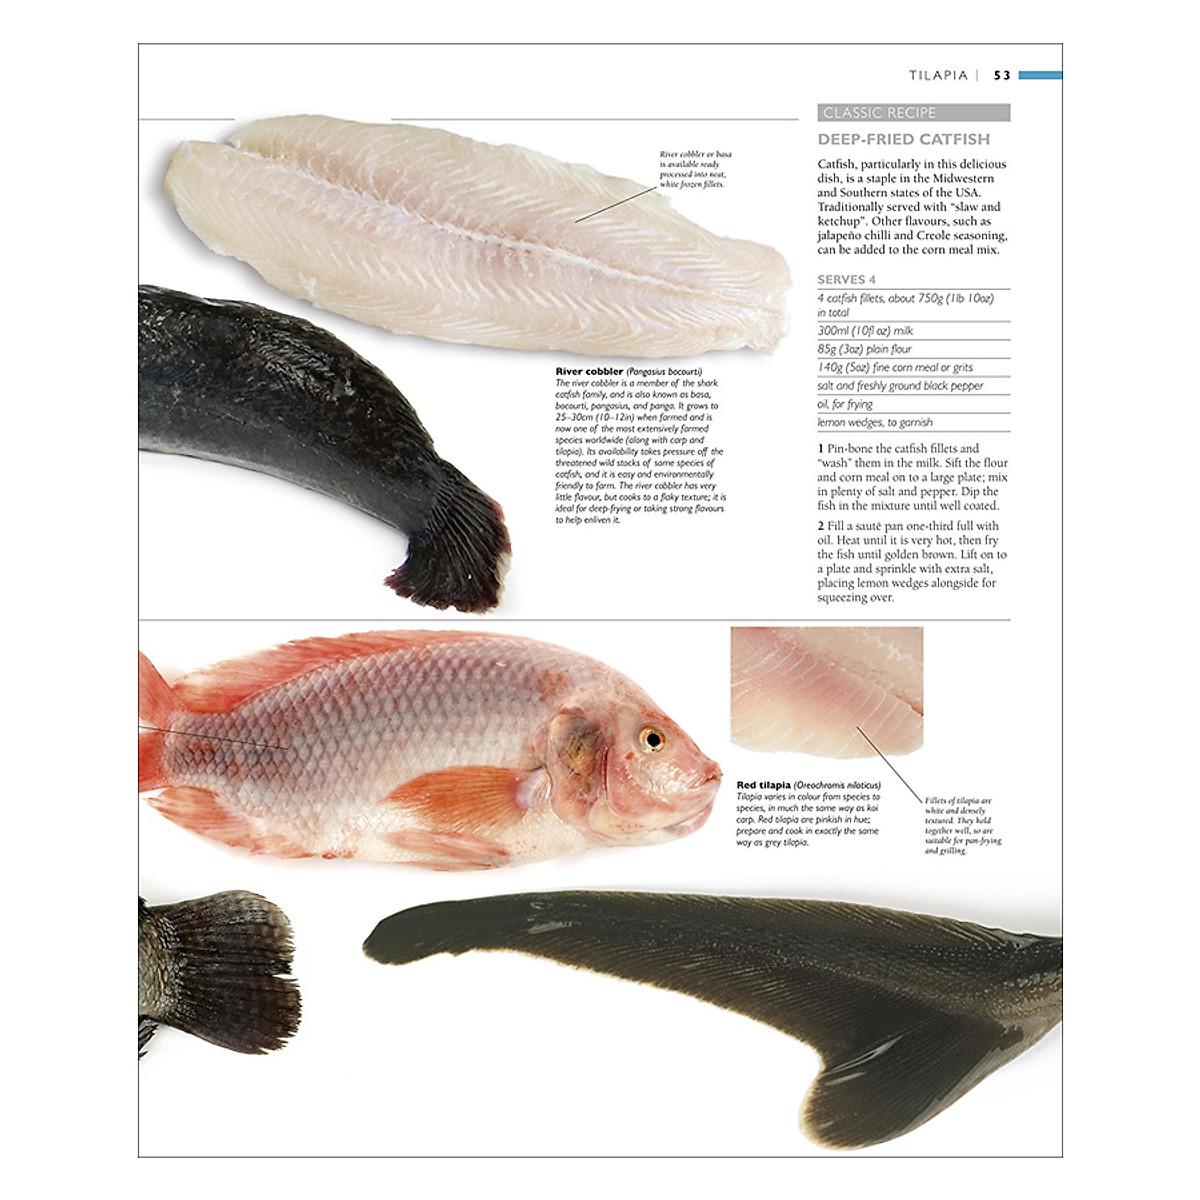 TILAPIA | 53
River cobbler or basa
is available ready
processed into neat,
white frozen fillets.
River cobbler (Pangasius bocourti)
The river cobbler is a member of the shark
catfish family, and is also known as basa,
bocourti, pangasius, and panga. It grows to
25–30cm (10–12in) when farmed and is
now one of the most extensively farmed
species worldwide (along with carp and
tilapia). Its availability takes pressure off the
threatened wild stocks of some species of
catfish, and it is easy and environmentally
friendly to farm. The river cobbler has very
little flavour, but cooks to a flaky texture; it is
ideal for deep-frying or taking strong flavours
to help enliven it.
CLASSIC RECIPE
DEEP-FRIED CATFISH
Catfish, particularly in this delicious
dish, is a staple in the Midwestern
and Southern states of the USA.
Traditionally served with “slaw and
ketchup”. Other flavours, such as
jalapeño chilli and Creole seasoning,
can be added to the corn meal mix.
SERVES 4
4 catfish fillets, about 750g (1lb 10oz)
in total
300ml (10fl oz) milk
85g (3oz) plain flour
140g (5oz) fine corn meal or grits
salt and freshly ground black pepper
oil, for frying
lemon wedges, to garnish
1 Pin-bone the catfish fillets and
“wash” them in the milk. Sift the flour
and corn meal on to a large plate; mix
in plenty of salt and pepper. Dip the
fish in the mixture until well coated.
2 Fill a sauté pan one-third full with
oil. Heat until it is very hot, then fry
the fish until golden brown. Lift on to
a plate and sprinkle with extra salt,
placing lemon wedges alongside for
squeezing over.
Red tilapia (Oreochromis niloticus)
Tilapia varies in colour from species to
species, in much the same way as koi
carp. Red tilapia are pinkish in hue;
prepare and cook in exactly the same
way as grey tilapia.
Fillets of tilapia are
white and densely
textured. They hold
together well, so are
suitable for pan-frying
and grilling.